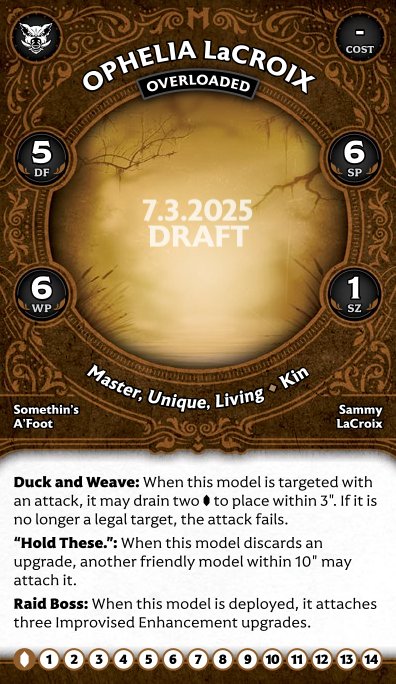 -
COST
OPHELIA LaCROIX
OVERLOADED
5
DF
6
SP
7.3.2025
DRAFT
6
WP
1
SZ
Master, Unique, Living ♦ Kin
Somethin's
A'Foot
Sammy
LaCroix
Duck and Weave: When this model is targeted with
an attack, it may drain two ⬮ to place within 3". If it is
no longer a legal target, the attack fails.
“Hold These.”: When this model discards an
upgrade, another friendly model within 10" may
attach it.
Raid Boss: When this model is deployed, it attaches
three Improvised Enhancement upgrades.
1 2 3 4 5 6 7 8 9 10 11 12 13 14